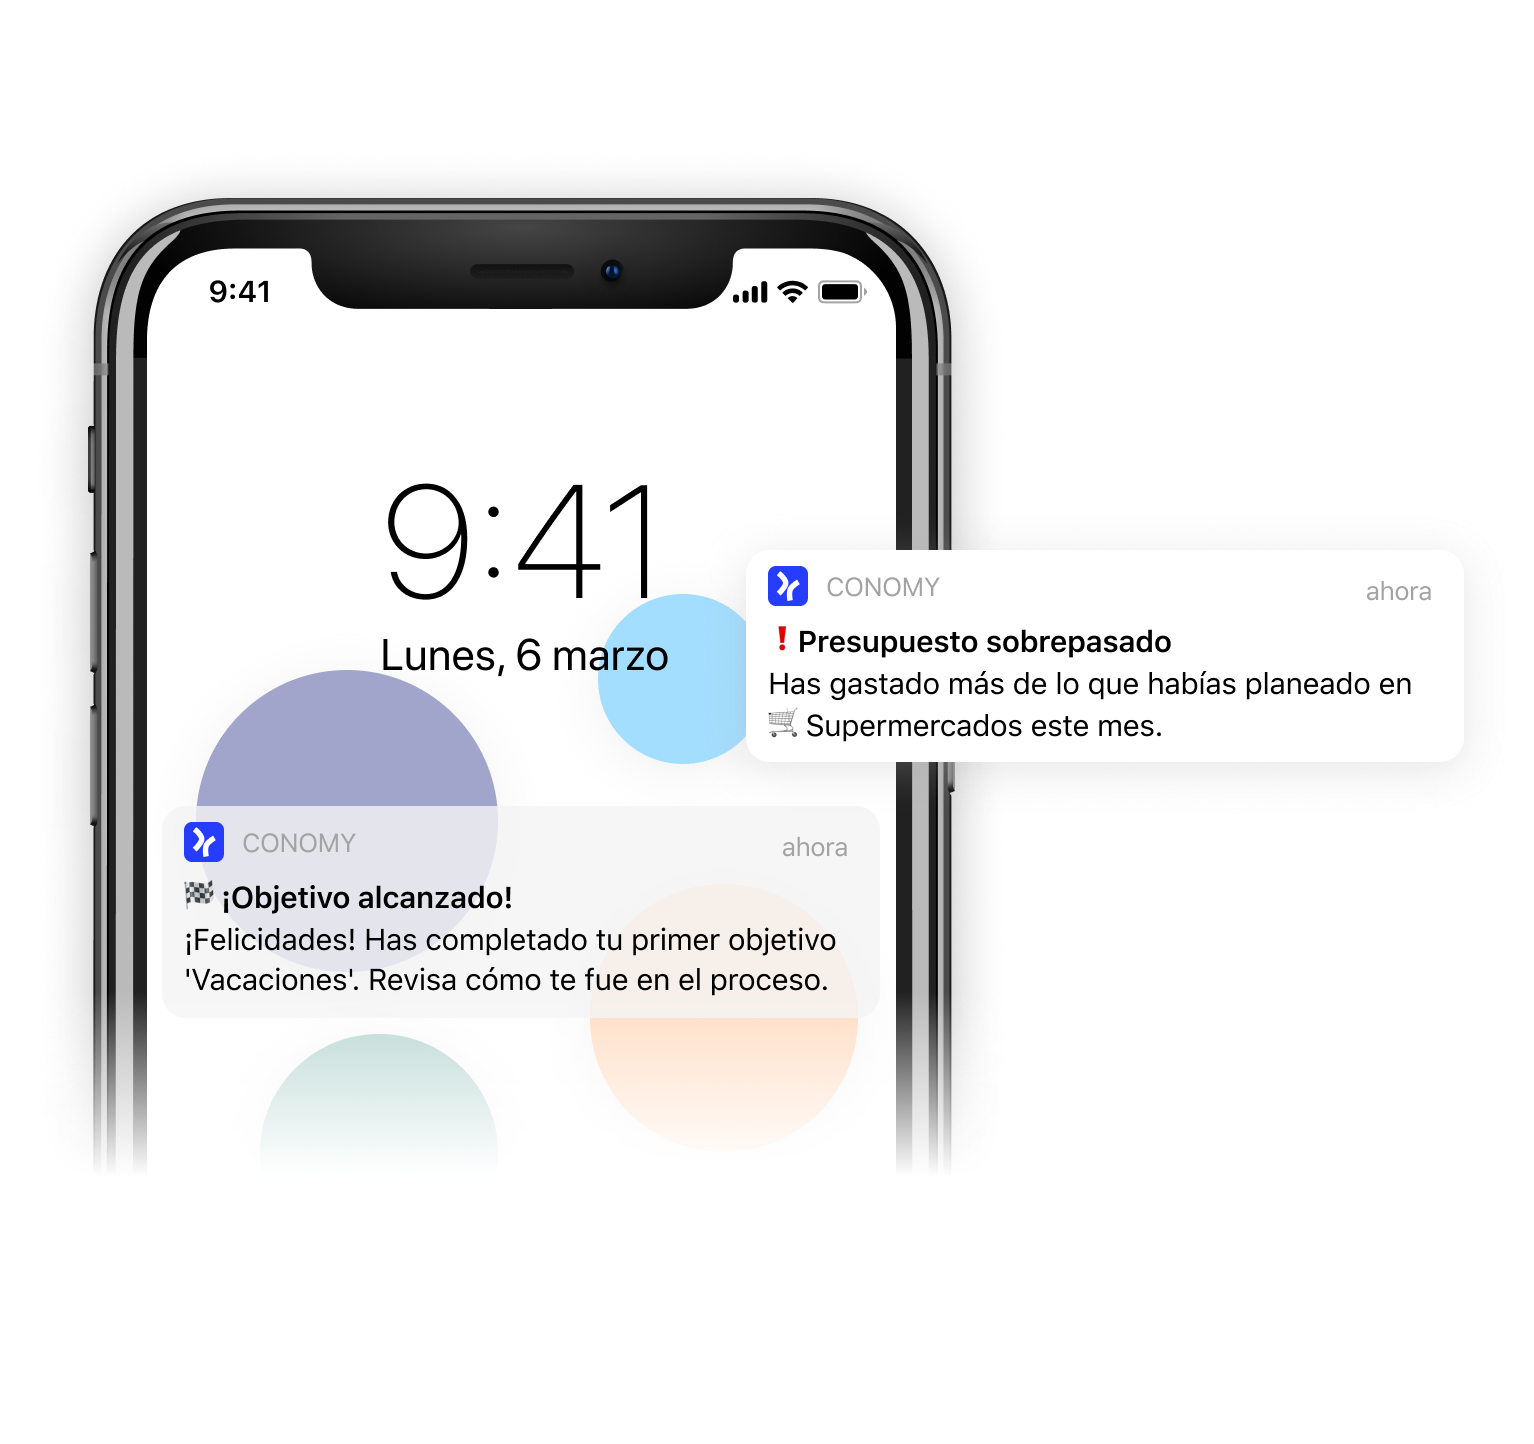 9:41
9:41
Lunes, 6 marzo
CONOMY
ahora
❗Presupuesto sobrepasado
Has gastado más de lo que habías planeado en
🛒 Supermercados este mes.
CONOMY
ahora
🏁 ¡Objetivo alcanzado!
¡Felicidades! Has completado tu primer objetivo
'Vacaciones'. Revisa cómo te fue en el proceso.